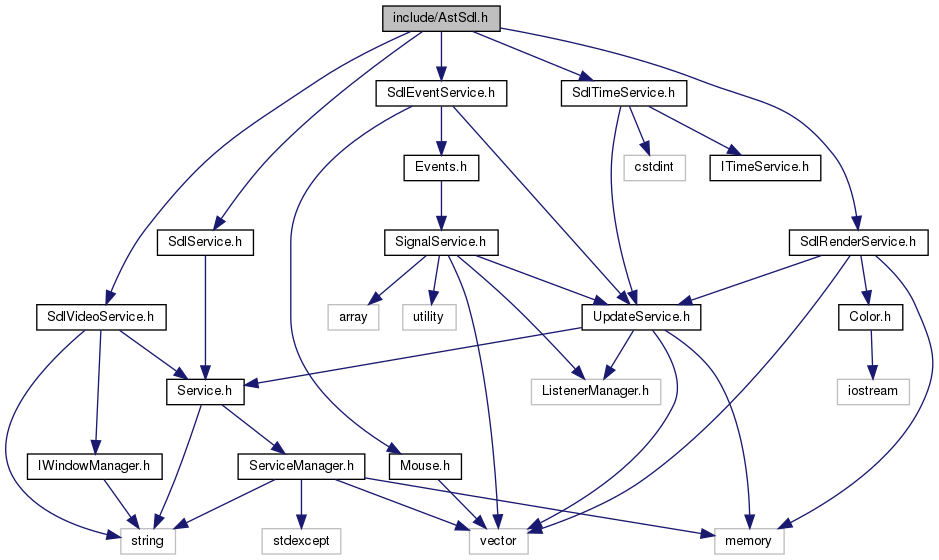 include/AstSdl.h
SdlEventService.h
SdlTimeService.h
Events.h
cstdint
ITimeService.h
SdlService.h
SignalService.h
SdlRenderService.h
SdlVideoService.h
array
utility
UpdateService.h
Color.h
Service.h
ListenerManager.h
iostream
IWindowManager.h
ServiceManager.h
Mouse.h
string
stdexcept
vector
memory